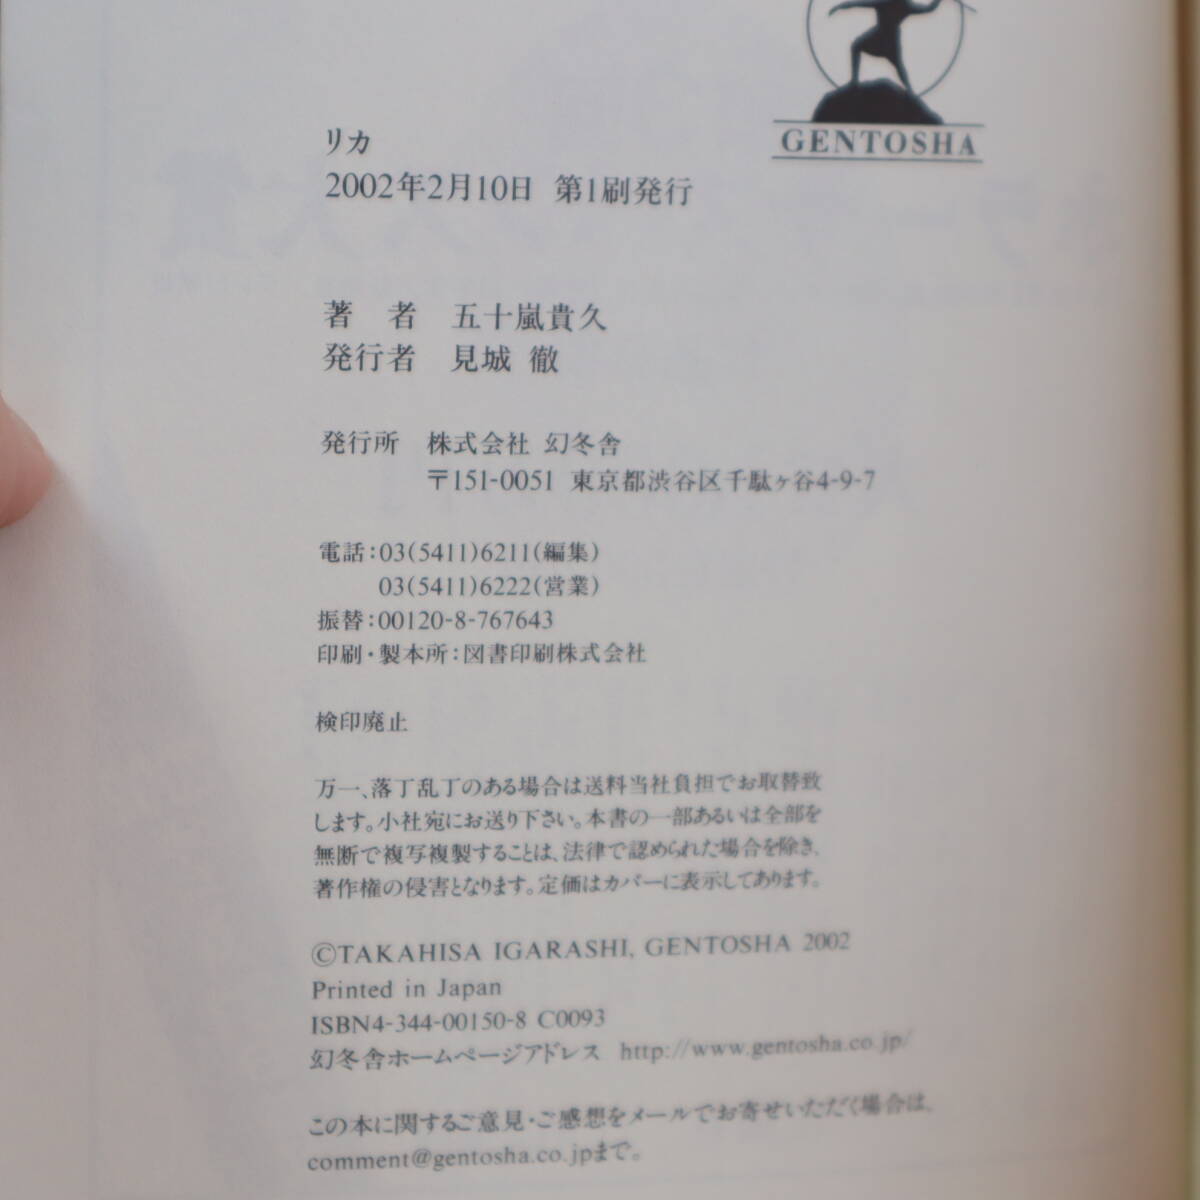 GENTOSHA
リカ
2002年2月10日 第1刷発行
著 者 五十嵐貴久
発行者 見城 徹
発行所 株式会社 幻冬舎
〒151-0051 東京都渋谷区千駄ヶ谷4-9-7
電話:03(5411)6211(編集)
03(5411)6222(営業)
振替:00120-8-767643
印刷・製本所:図書印刷株式会社
検印廃止
万一、落丁乱丁のある場合は送料当社負担でお取替致
します。小社宛にお送り下さい。本書の一部あるいは全部を
無断で複写複製することは、法律で認められた場合を除き、
著作権の侵害となります。定価はカバーに表示してあります。
©TAKAHISA IGARASHI, GENTOSHA 2002
Printed in Japan
ISBN4-344-00150-8 C0093
幻冬舎ホームページアドレス http://www.gentosha.co.jp/
この本に関するご意見・ご感想をメールでお寄せいただく場合は、
comment@gentosha.co.jpまで。